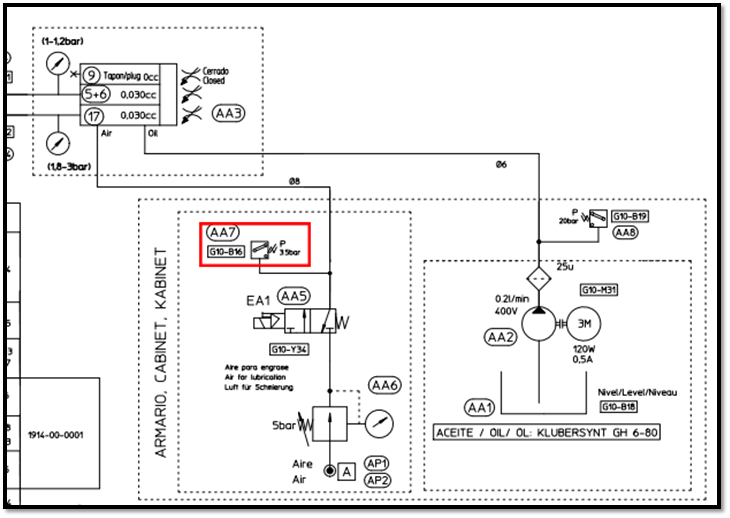 (1-1,2bar)
9 Tapon/plug 0cc
Cerrado
Closed
5+6 0,030cc
17 0,030cc
AA3
Air Oil
(1,8-3bar)
Ø6
Ø8
AA7
G10-B16
P
3.5bar
P
20bar
G10-B19
AA8
25u
EA1 AA5
G10-Y34
0.2l/min
400V
G10-M31
AA2
3M
120W
0,5A
Aire para engrase
Air for lubrication
Luft für Schmierung
AA6
5bar
Nivel/Level/Niveau
AA1
G10-B18
ACEITE / OIL/ ÖL: KLUBERSYNT GH 6-80
Aire
Air
A
AP1
AP2
ARMARIO, CABINET, KABINET
1914-00-0001